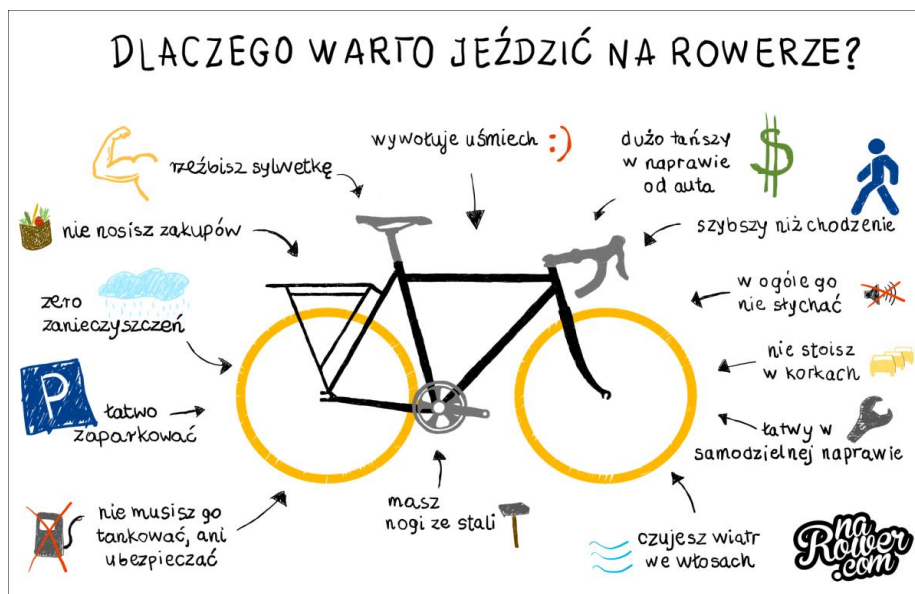 DLACZEGO WARTO JEŹDZIĆ NA ROWERZE?
rzeźbisz sylwetkę
wywołuje uśmiech :)
dużo tańszy
w naprawie
od auta
$
nie nosisz zakupów
szybszy niż chodzenie
zero
zanieczyszczeń
w ogóle go
nie słychać
P
łatwo
zaparkować
nie stoisz
w korkach
łatwy w
samodzielnej naprawie
nie musisz go
tankować, ani
ubezpieczać
masz
nogi ze stali
czujesz wiatr
we włosach
na
Rower
.com